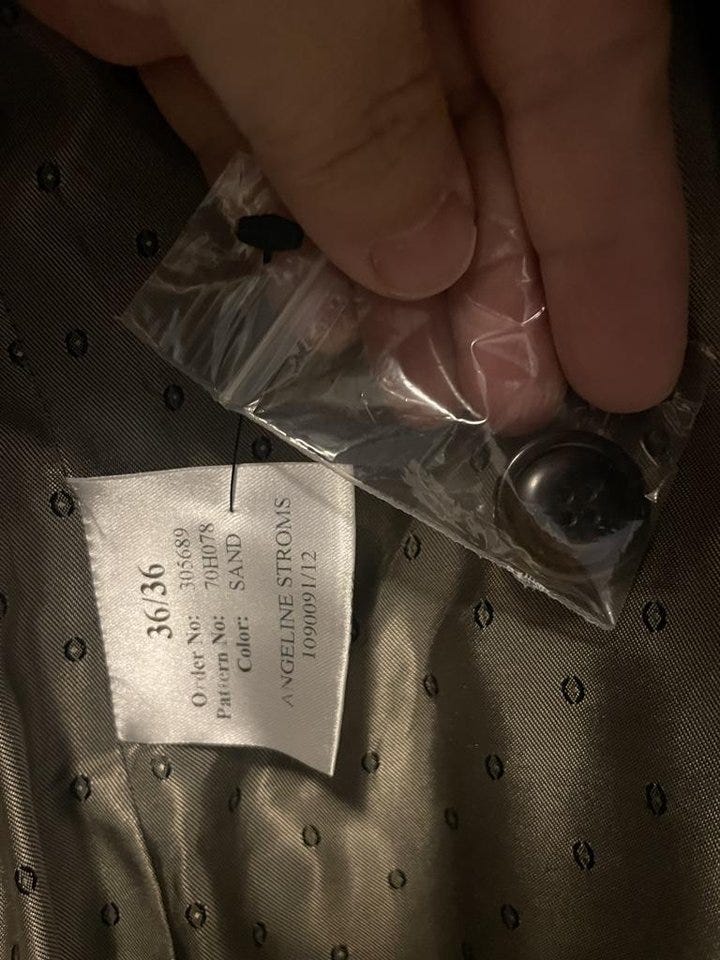 36/36
Order No: 305689
Pattern No: 70H078
Color: SAND
ANGELINE STROMS
1090091/12